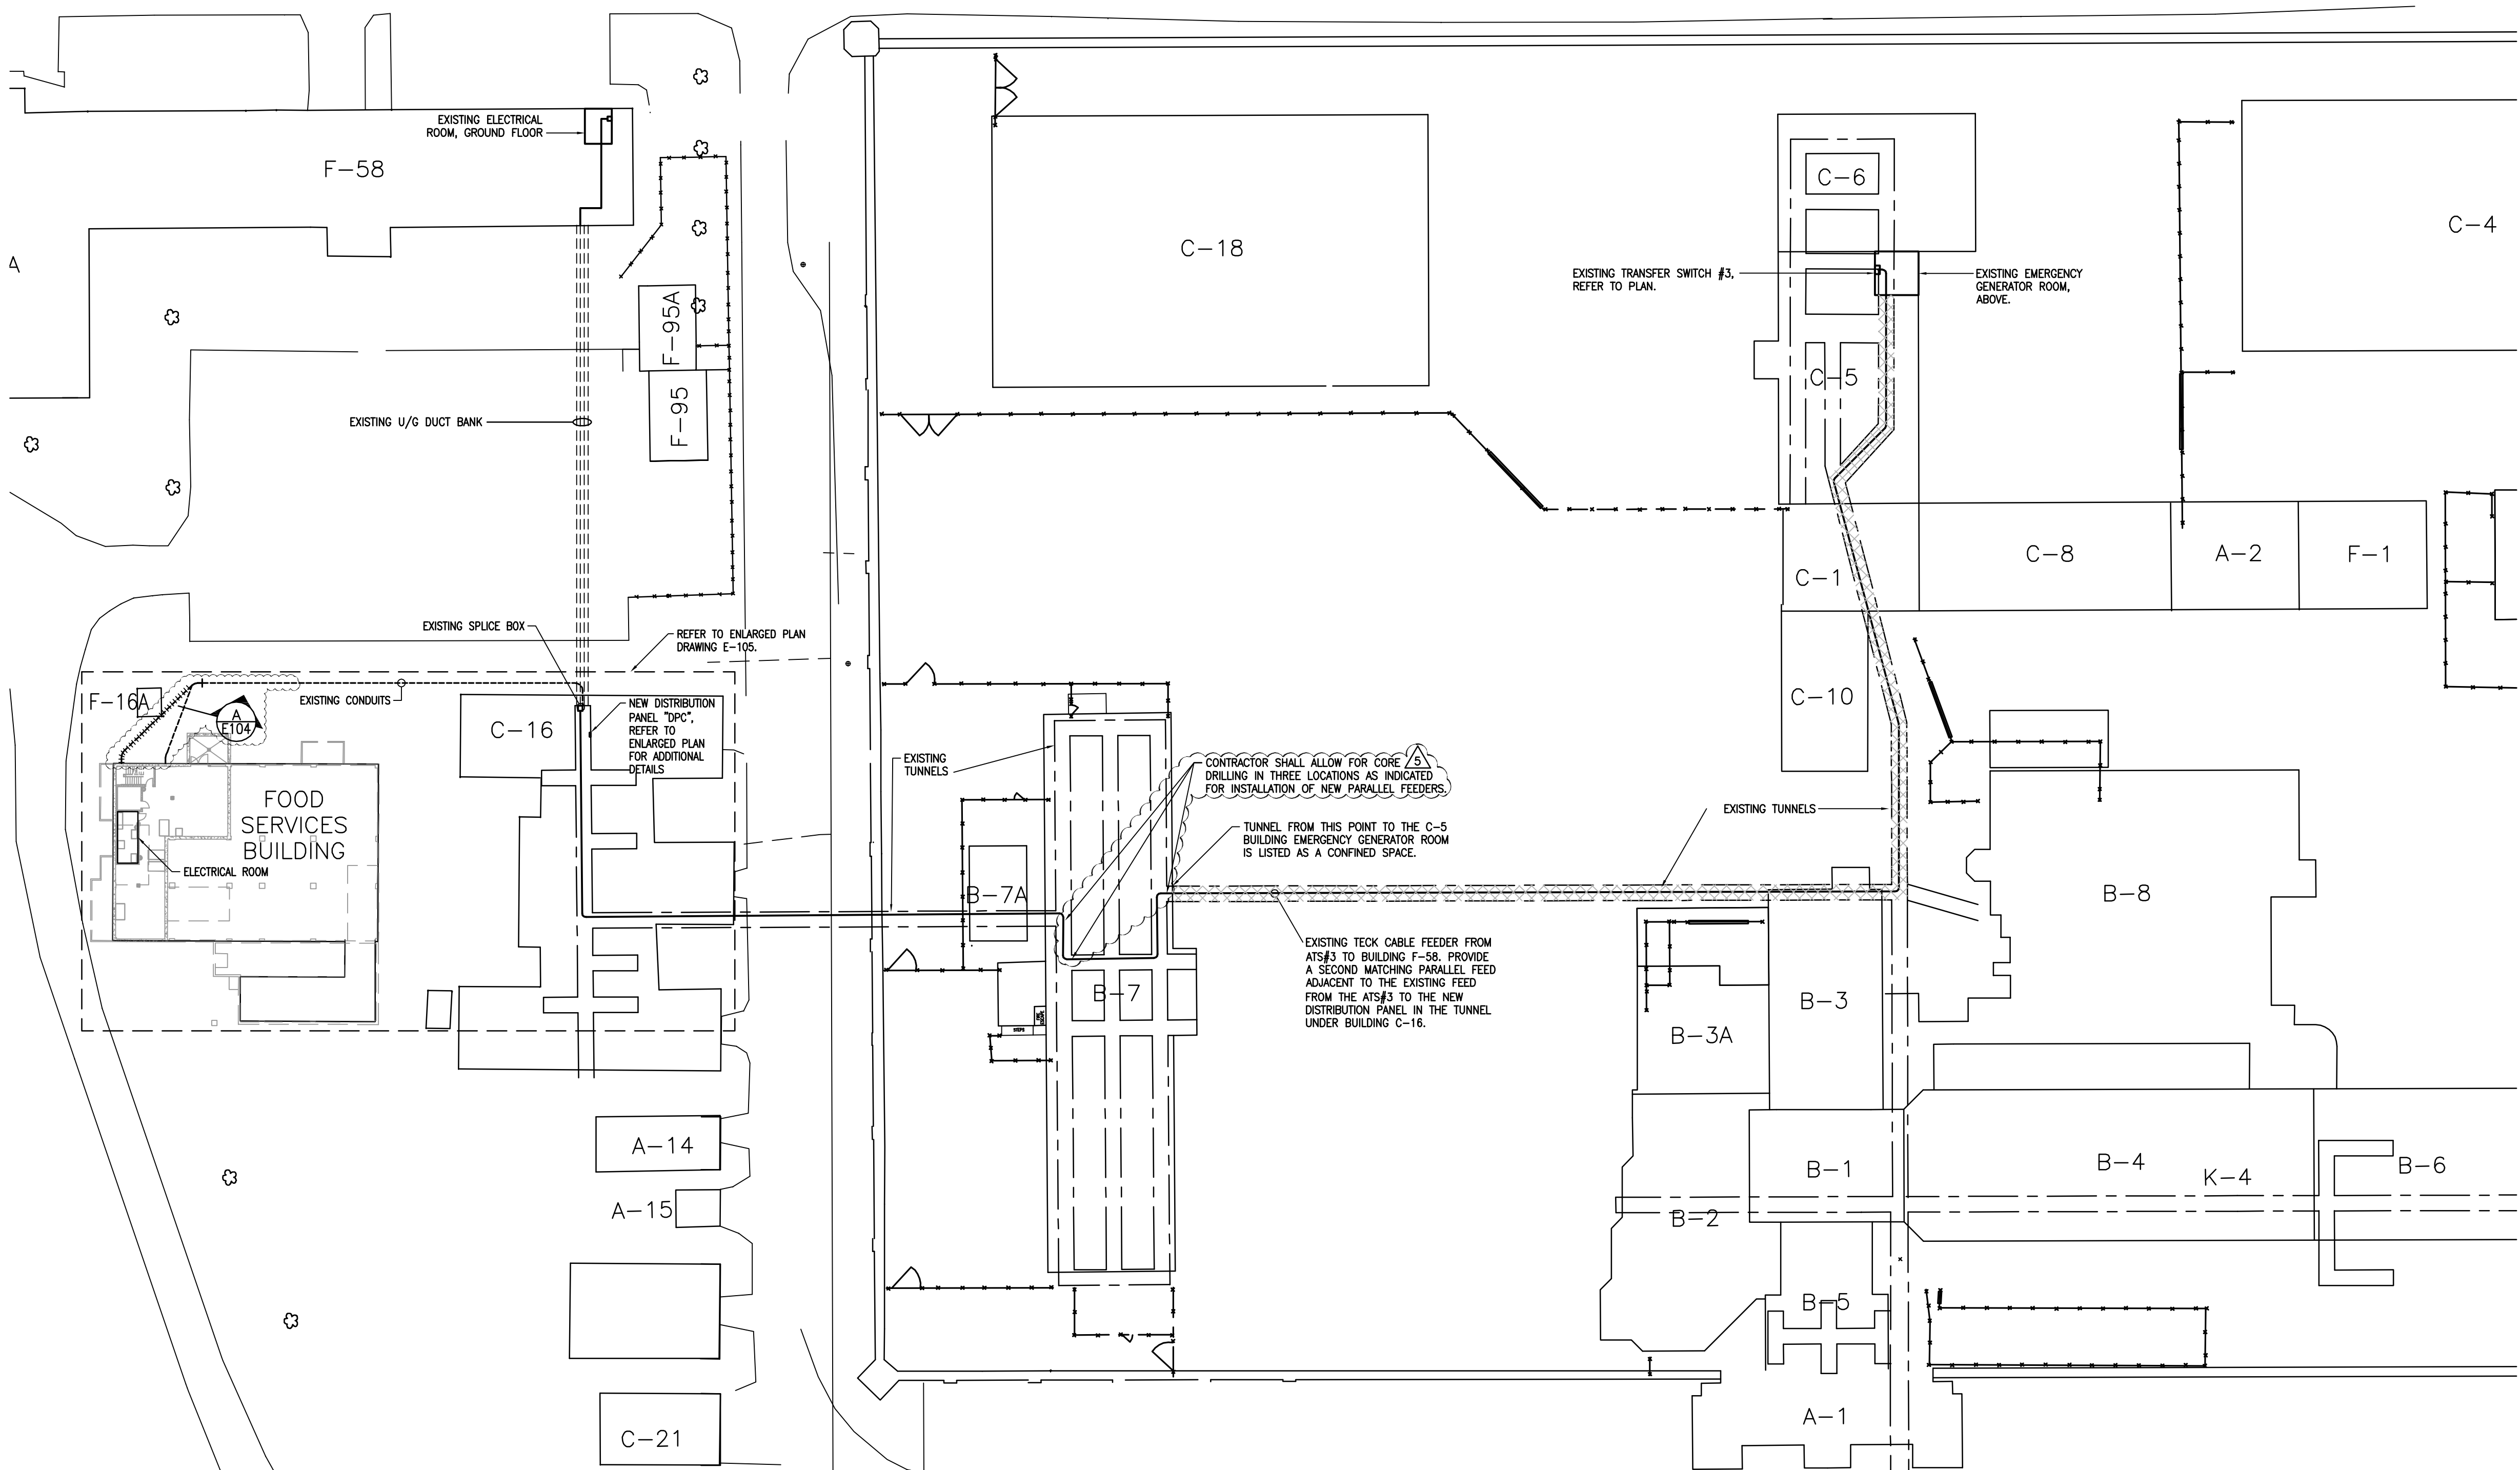 EXISTING ELECTRICAL
ROOM, GROUND FLOOR
F-58
C-6
C-18
C-4
A
EXISTING TRANSFER SWITCH #3,
REFER TO PLAN.
EXISTING EMERGENCY
GENERATOR ROOM,
ABOVE.
F-95A
F-95
C-5
EXISTING U/G DUCT BANK
C-1
C-8
A-2
F-1
EXISTING SPLICE BOX
REFER TO ENLARGED PLAN
DRAWING E-105.
F-16A
EXISTING CONDUITS
A
E104
C-16
NEW DISTRIBUTION
PANEL "DPC",
REFER TO
ENLARGED PLAN
FOR ADDITIONAL
DETAILS
C-10
EXISTING
TUNNELS
CONTRACTOR SHALL ALLOW FOR CORE
DRILLING IN THREE LOCATIONS AS INDICATED
FOR INSTALLATION OF NEW PARALLEL FEEDERS.
5
FOOD
SERVICES
BUILDING
ELECTRICAL ROOM
EXISTING TUNNELS
TUNNEL FROM THIS POINT TO THE C-5
BUILDING EMERGENCY GENERATOR ROOM
IS LISTED AS A CONFINED SPACE.
B-7A
B-8
EXISTING TECK CABLE FEEDER FROM
ATS#3 TO BUILDING F-58. PROVIDE
A SECOND MATCHING PARALLEL FEED
ADJACENT TO THE EXISTING FEED
FROM THE ATS#3 TO THE NEW
DISTRIBUTION PANEL IN THE TUNNEL
UNDER BUILDING C-16.
B-7
STEPS
B-3
B-3A
A-14
B-1
B-4
K-4
B-6
A-15
B-2
B-5
A-1
C-21